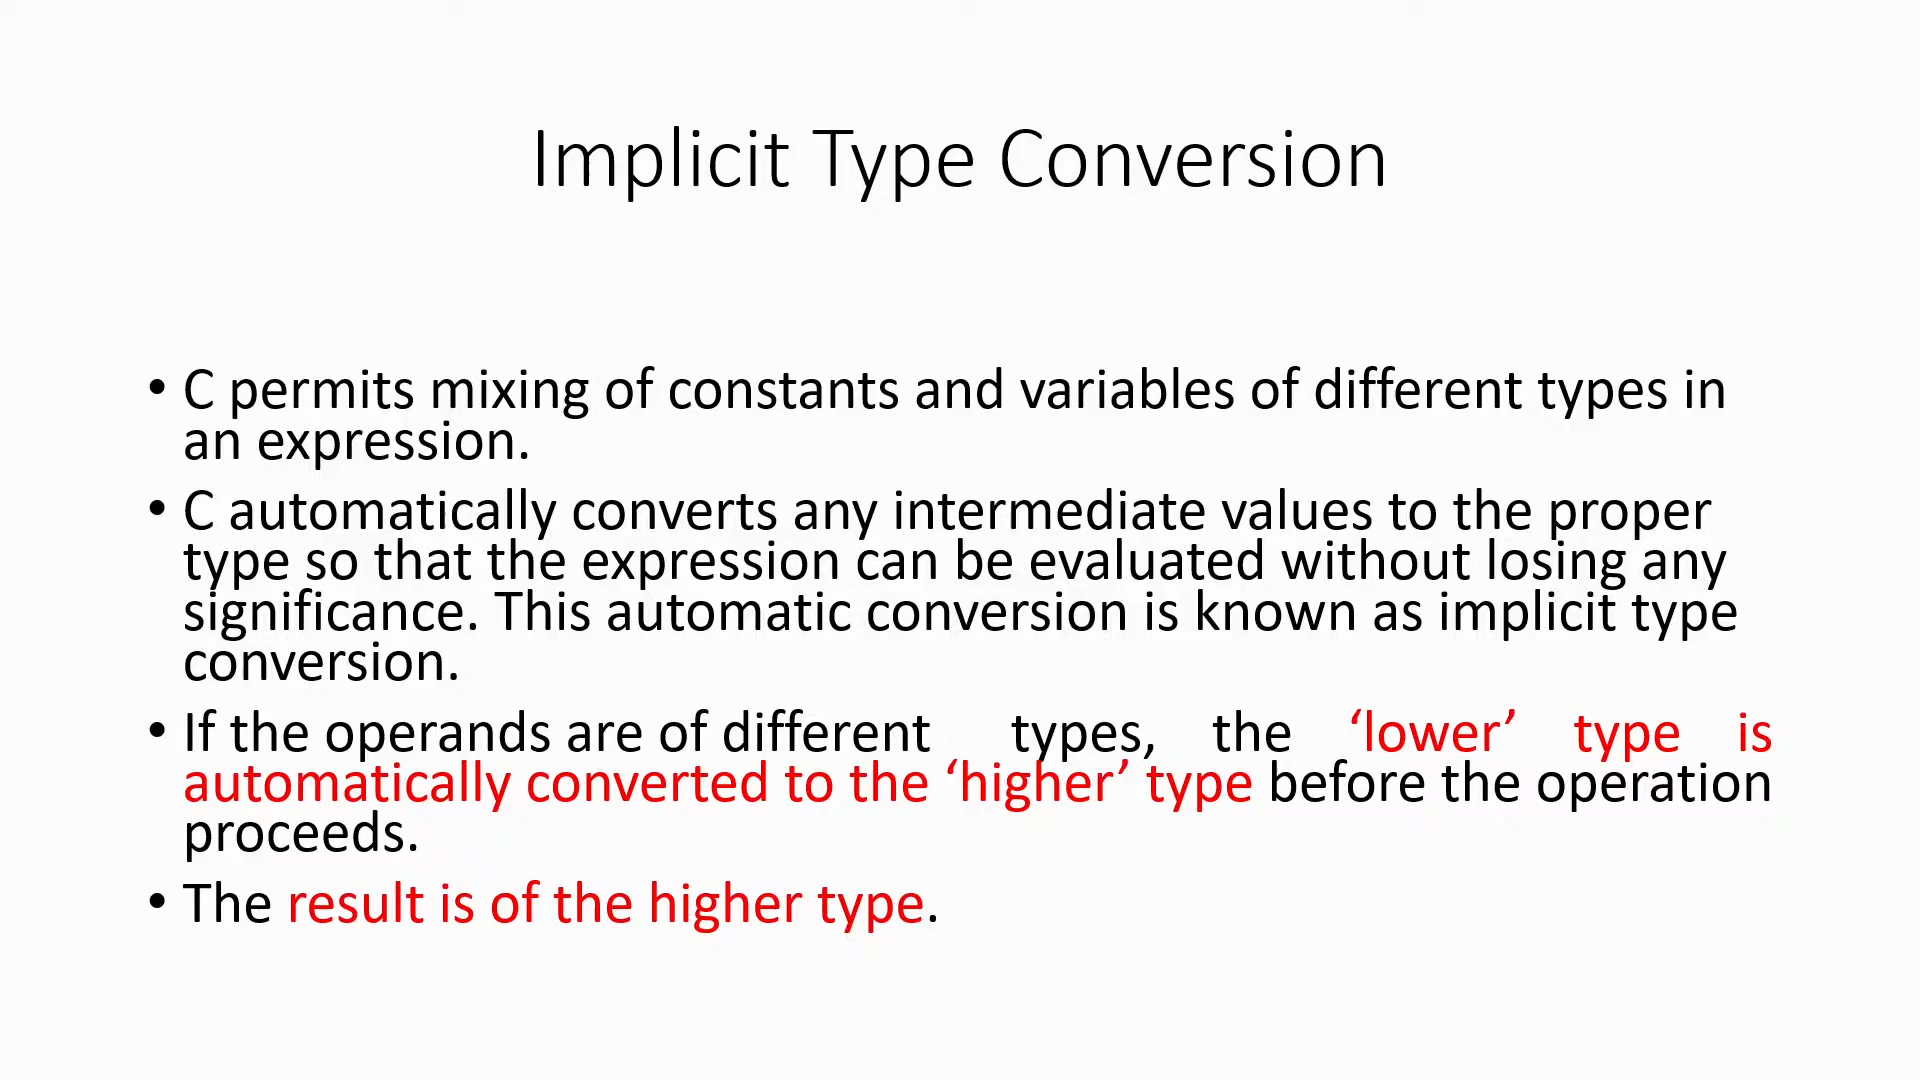 Implicit Type Conversion
• C permits mixing of constants and variables of different types in
an expression.
• C automatically converts any intermediate values to the proper
type so that the expression can be evaluated without losing any
significance. This automatic conversion is known as implicit type
conversion.
• If the operands are of different types, the ‘lower’ type is
automatically converted to the ‘higher’ type before the operation
proceeds.
• The result is of the higher type.